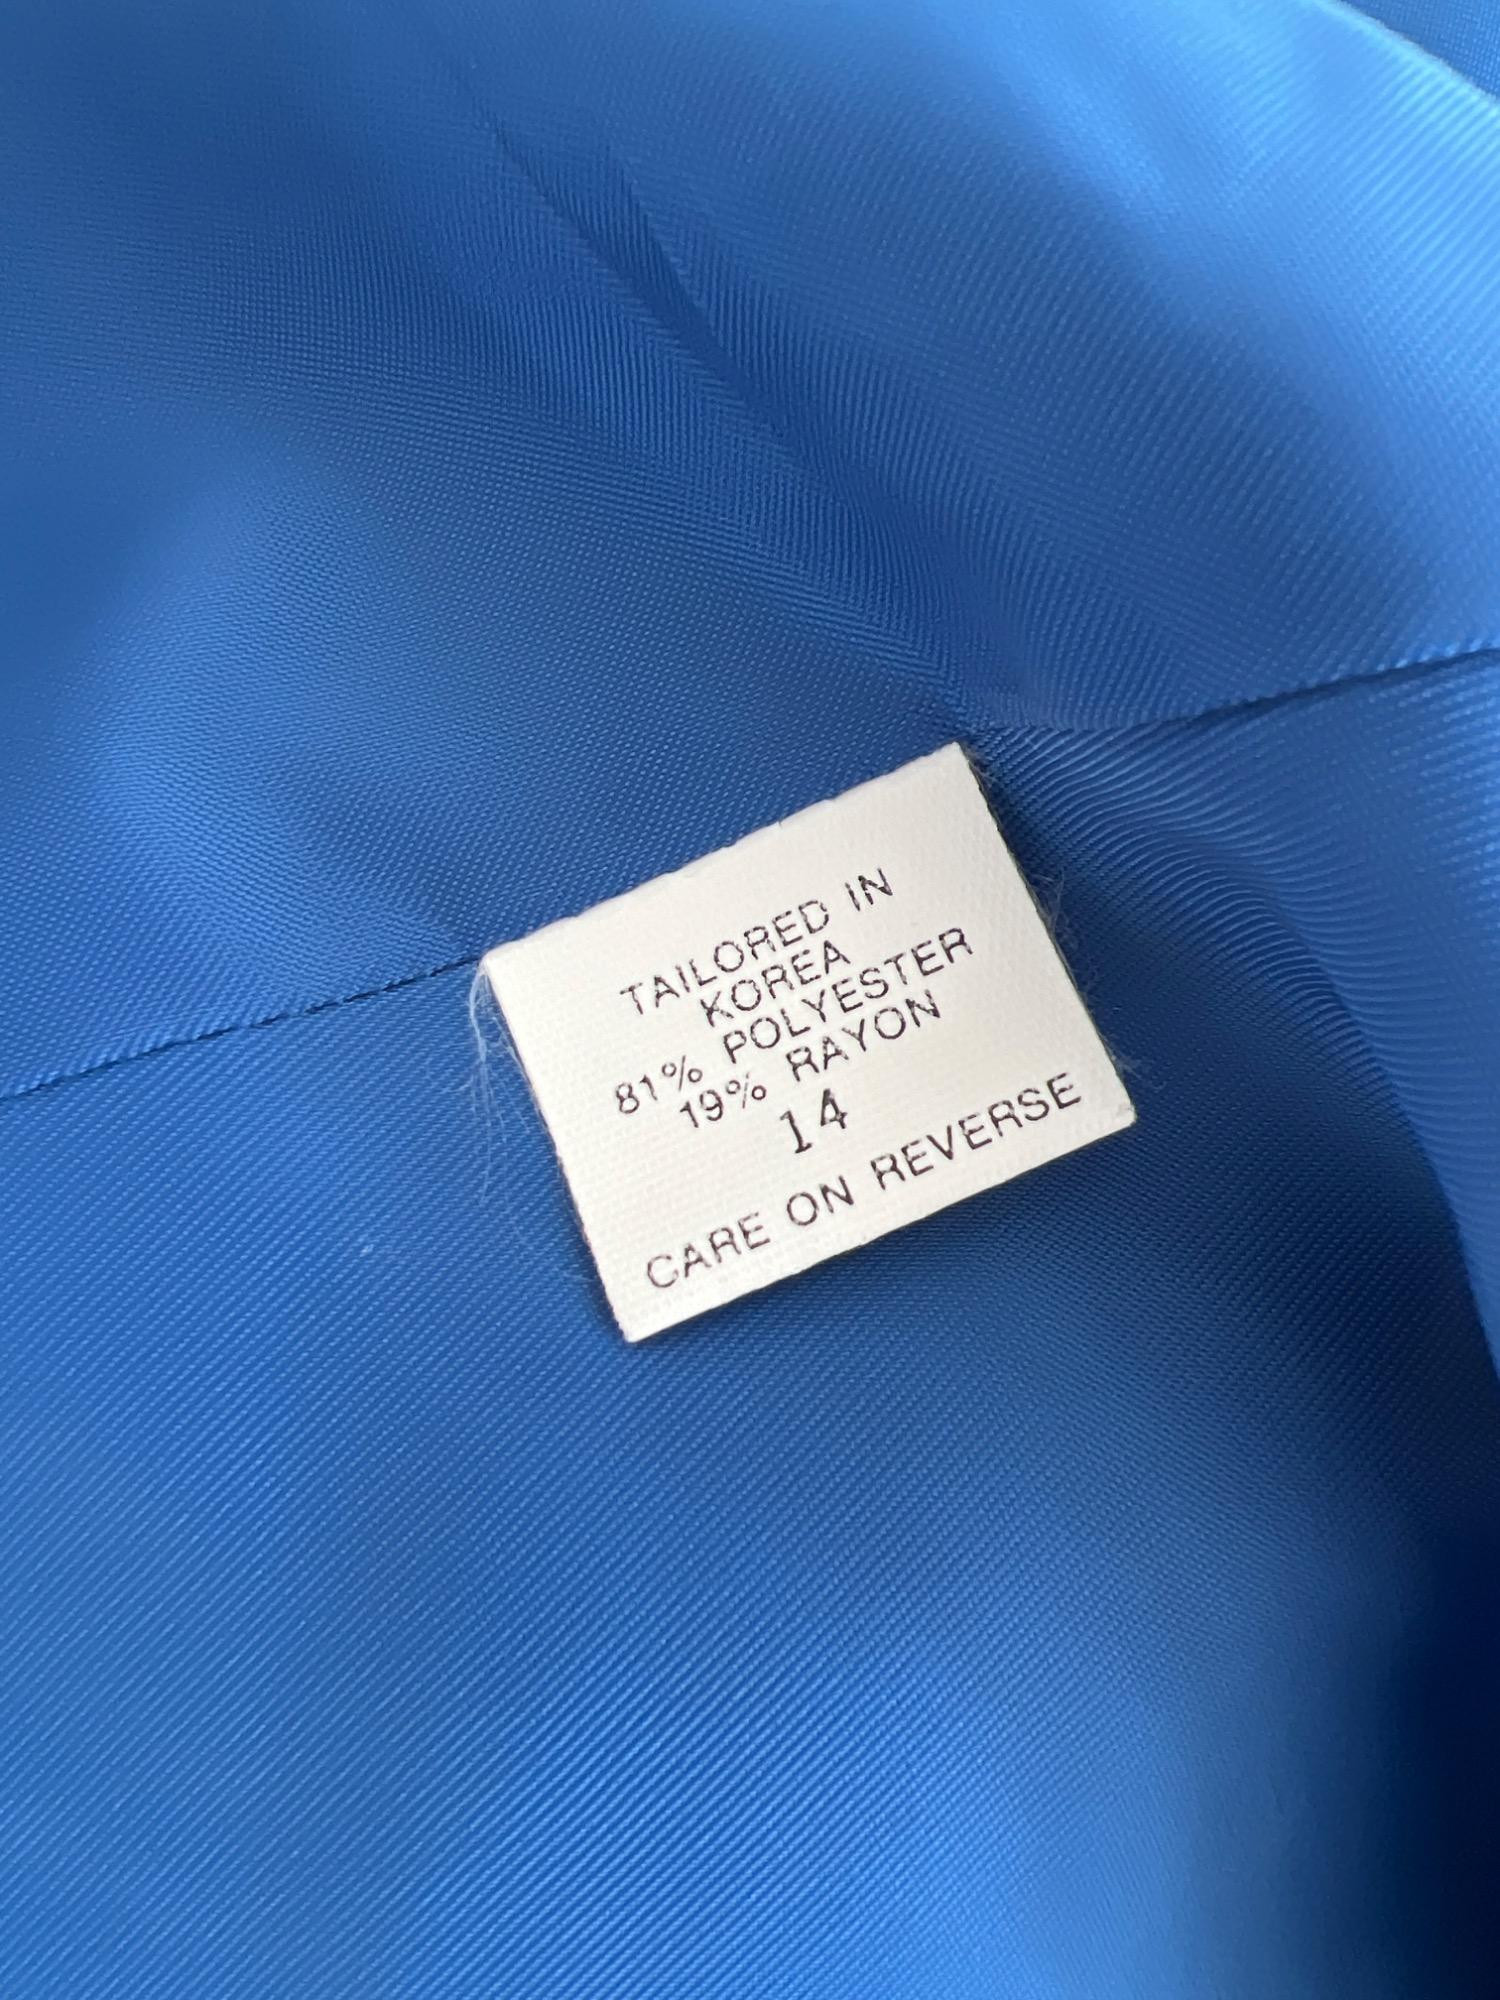 TAILORED IN
KOREA
81% POLYESTER
19% RAYON
14
CARE ON REVERSE